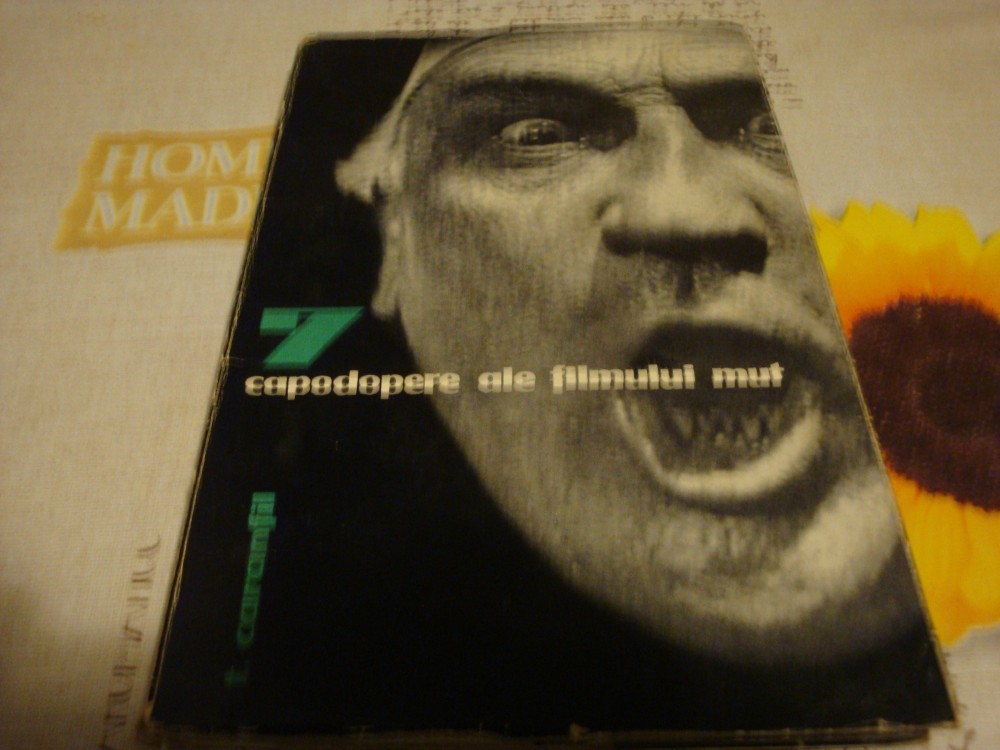 HOM
MAD
7
capodopere ale filmului mut
t. caranfil